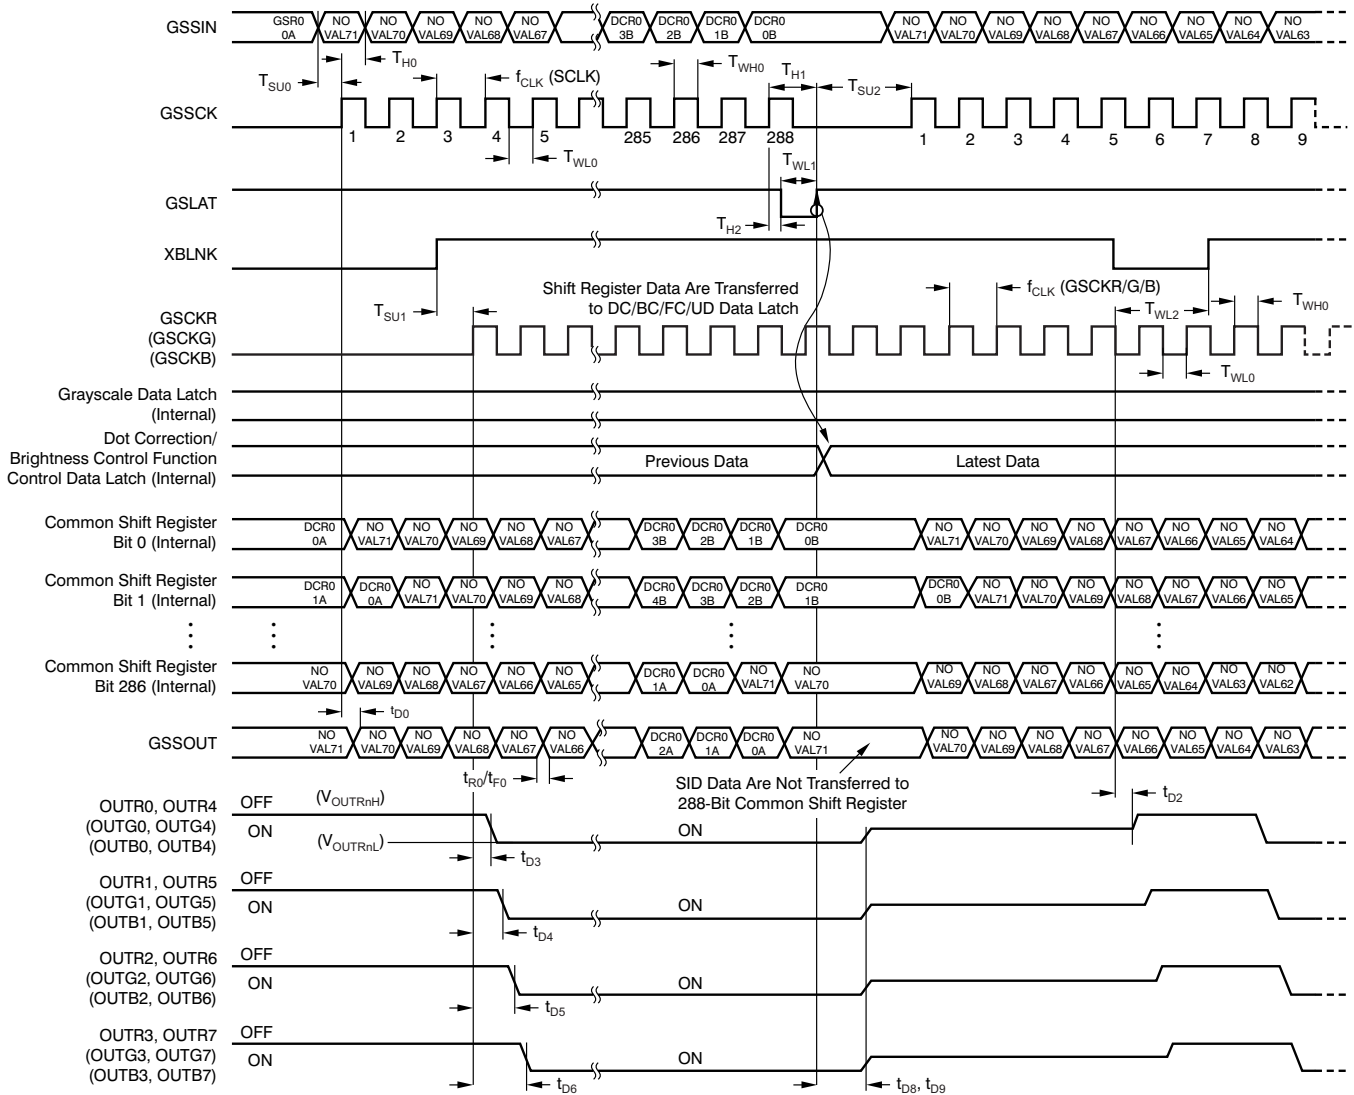 GSSIN
GSR0 0A
NO VAL71
NO VAL70
NO VAL69
NO VAL68
NO VAL67
DCR0 3B
DCR0 2B
DCR0 1B
DCR0 0B
NO VAL71
NO VAL70
NO VAL69
NO VAL68
NO VAL67
NO VAL66
NO VAL65
NO VAL64
NO VAL63
TSU0
TH0
fCLK (SCLK)
TWH0
TH1
TSU2
GSSCK
1 2 3 4 5 285 286 287 288 1 2 3 4 5 6 7 8 9
TWL0
TWL1
GSLAT
TH2
XBLNK
Shift Register Data Are Transferred
to DC/BC/FC/UD Data Latch
fCLK (GSCKR/G/B)
TSU1
TWL2
TWH0
GSCKR
(GSCKG)
(GSCKB)
TWL0
Grayscale Data Latch
(Internal)
Dot Correction/
Brightness Control Function
Control Data Latch (Internal)
Previous Data
Latest Data
Common Shift Register
Bit 0 (Internal)
DCR0 0A
NO VAL71
NO VAL70
NO VAL69
NO VAL68
NO VAL67
DCR0 3B
DCR0 2B
DCR0 1B
DCR0 0B
NO VAL71
NO VAL70
NO VAL69
NO VAL68
NO VAL67
NO VAL66
NO VAL65
NO VAL64
Common Shift Register
Bit 1 (Internal)
DCR0 1A
DCR0 0A
NO VAL71
NO VAL70
NO VAL69
NO VAL68
DCR0 4B
DCR0 3B
DCR0 2B
DCR0 1B
DCR0 0B
NO VAL71
NO VAL70
NO VAL69
NO VAL68
NO VAL67
NO VAL66
NO VAL65
Common Shift Register
Bit 286 (Internal)
NO VAL70
NO VAL69
NO VAL68
NO VAL67
NO VAL66
NO VAL65
DCR0 1A
DCR0 0A
NO VAL71
NO VAL70
NO VAL69
NO VAL68
NO VAL67
NO VAL66
NO VAL65
NO VAL64
NO VAL63
NO VAL62
tD0
GSSOUT
NO VAL71
NO VAL70
NO VAL69
NO VAL68
NO VAL67
NO VAL66
DCR0 2A
DCR0 1A
DCR0 0A
NO VAL71
NO VAL70
NO VAL69
NO VAL68
NO VAL67
NO VAL66
NO VAL65
NO VAL64
NO VAL63
tR0/tF0
SID Data Are Not Transferred to
288-Bit Common Shift Register
tD2
OUTR0, OUTR4
(OUTG0, OUTG4)
(OUTB0, OUTB4)
OFF
ON
(VOUTRnH)
(VOUTRnL)
ON
tD3
OUTR1, OUTR5
(OUTG1, OUTG5)
(OUTB1, OUTB5)
OFF
ON
ON
tD4
OUTR2, OUTR6
(OUTG2, OUTG6)
(OUTB2, OUTB6)
OFF
ON
ON
tD5
OUTR3, OUTR7
(OUTG3, OUTG7)
(OUTB3, OUTB7)
OFF
ON
ON
tD6
tD8, tD9